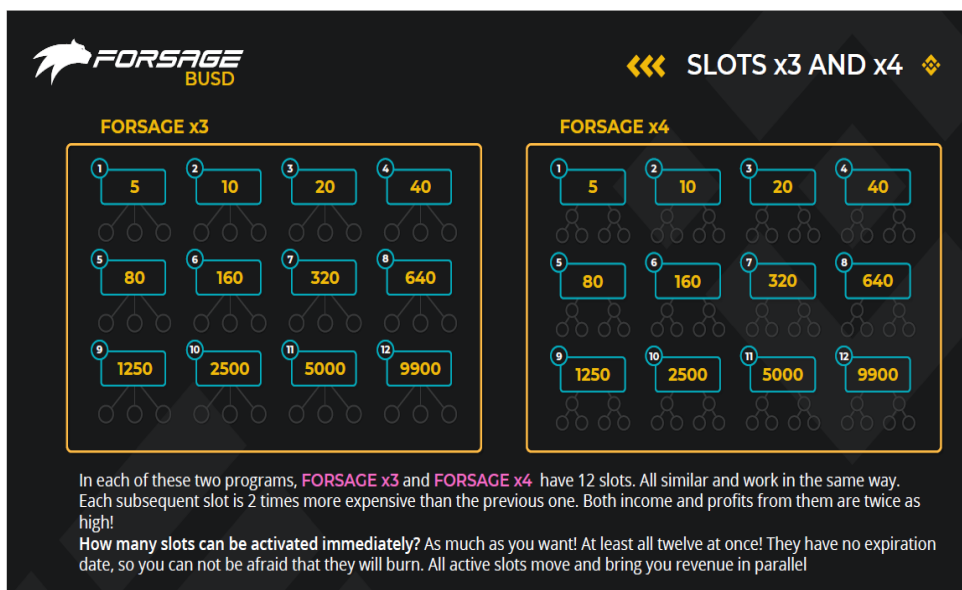 FORSAGE
BUSD
SLOTS x3 AND x4
FORSAGE x3
1 5 2 10 3 20 4 40
5 80 6 160 7 320 8 640
9 1250 10 2500 11 5000 12 9900
FORSAGE x4
1 5 2 10 3 20 4 40
5 80 6 160 7 320 8 640
9 1250 10 2500 11 5000 12 9900
In each of these two programs, FORSAGE x3 and FORSAGE x4 have 12 slots. All similar and work in the same way.
Each subsequent slot is 2 times more expensive than the previous one. Both income and profits from them are twice as
high!
How many slots can be activated immediately? As much as you want! At least all twelve at once! They have no expiration
date, so you can not be afraid that they will burn. All active slots move and bring you revenue in parallel